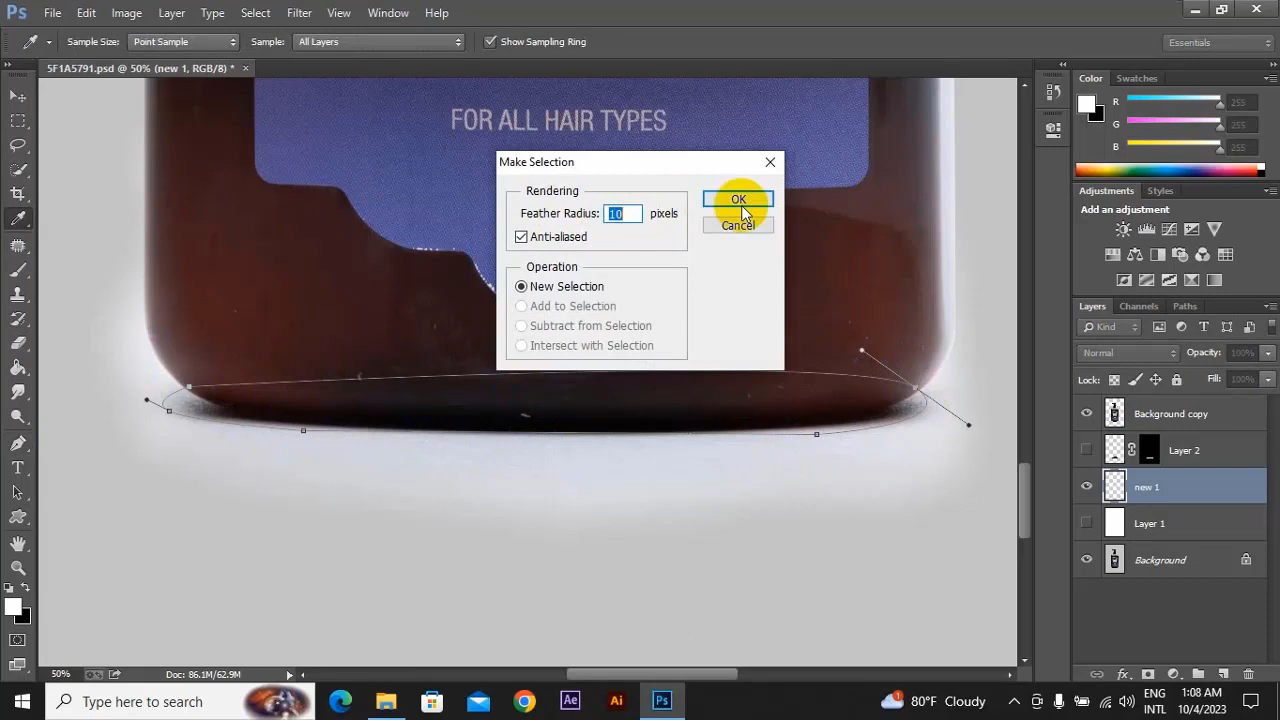 Ps File Edit Image Layer Type Select Filter View Window Help
Sample Size: Point Sample Sample: All Layers Show Sampling Ring Essentials
5F1A5791.psd @ 50% (new 1, RGB/8) * ×
Color Swatches
255
255
255
FOR ALL HAIR TYPES
Make Selection
Rendering
Feather Radius: 10 pixels
Anti-aliased
OK
Cancel
Operation
New Selection
Add to Selection
Subtract from Selection
Intersect with Selection
Adjustments Styles
Add an adjustment
Layers Channels Paths
Kind
Normal Opacity: 100%
Lock: Fill: 100%
Background copy
Layer 2
new 1
Layer 1
Background
50% Doc: 86.1M/62.9M
Type here to search
Ae Ai Ps
1 80°F Cloudy
ENG
INTL
1:08 AM
10/4/2023